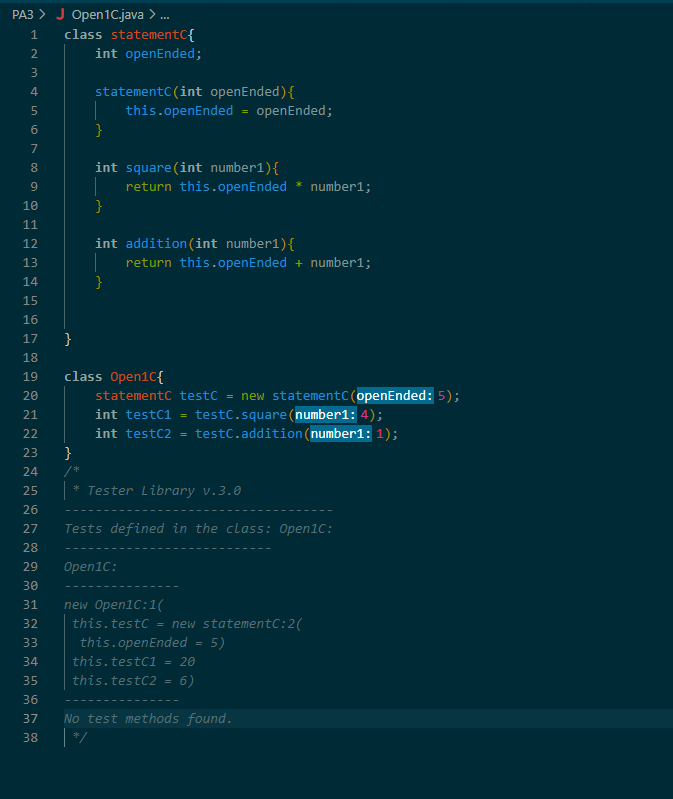 PA3 > J Open1C.java > ...
1 class statementC{
2     int openEnded;
3
4     statementC(int openEnded){
5         this.openEnded = openEnded;
6     }
7
8     int square(int number1){
9         return this.openEnded * number1;
10     }
11
12     int addition(int number1){
13         return this.openEnded + number1;
14     }
15
16
17 }
18
19 class Open1C{
20     statementC testC = new statementC(openEnded: 5);
21     int testC1 = testC.square(number1: 4);
22     int testC2 = testC.addition(number1: 1);
23 }
24 /*
25  * Tester Library v.3.0
26 -----------------------------------
27 Tests defined in the class: Open1C:
28 ---------------------------
29 Open1C:
30 ---------------
31 new Open1C:1(
32  this.testC = new statementC:2(
33   this.openEnded = 5)
34  this.testC1 = 20
35  this.testC2 = 6)
36 ---------------
37 No test methods found.
38  */